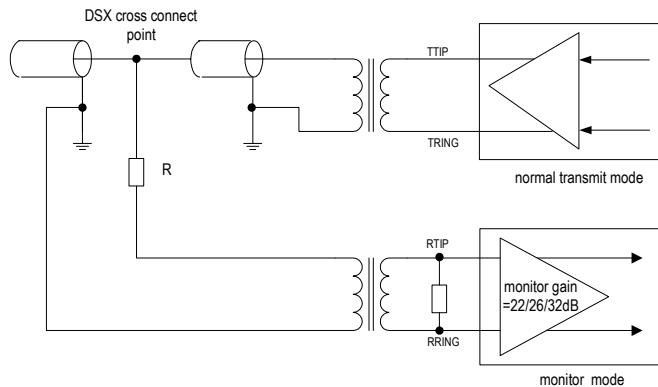 DSX cross connect
point
TTIP
TRING
normal transmit mode
R
RTIP
monitor gain
=22/26/32dB
RRING
monitor mode